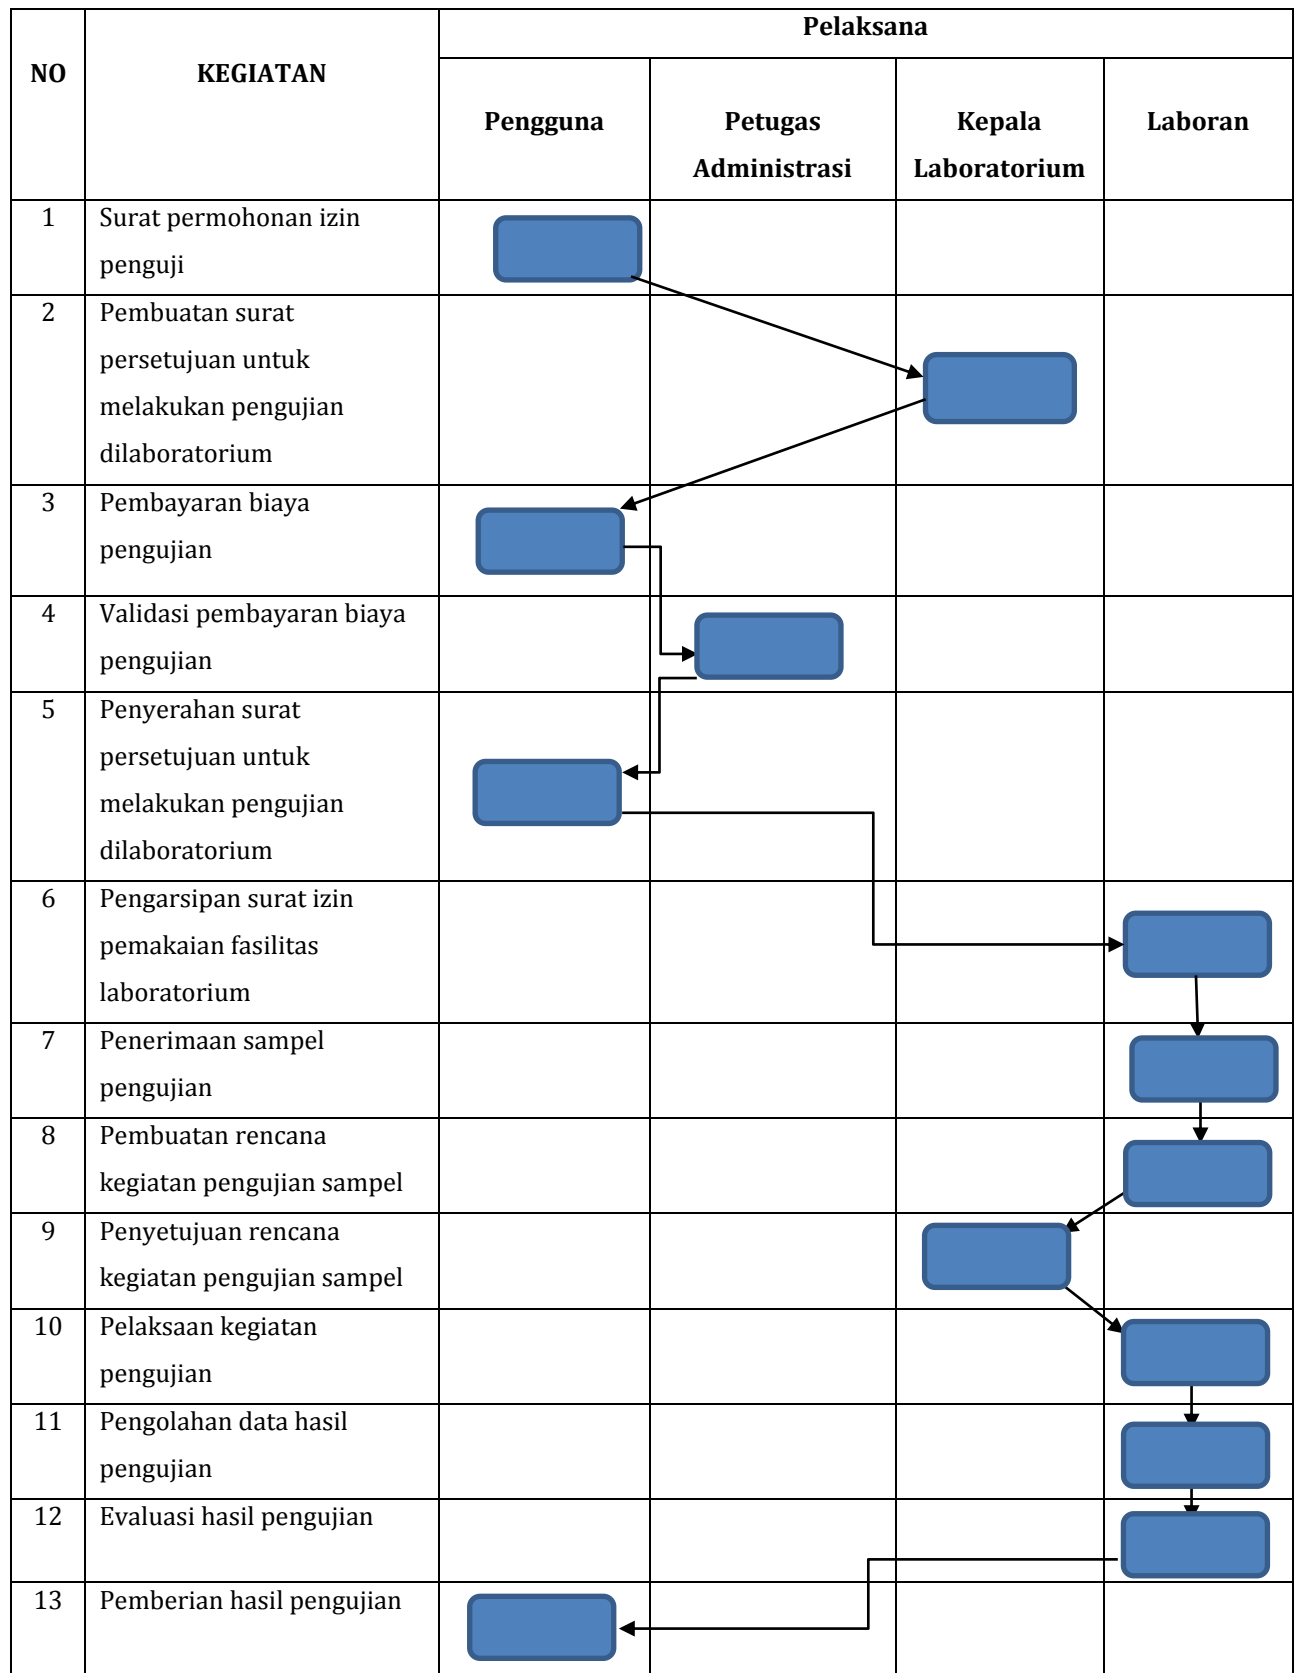 Pelaksana
NO
KEGIATAN
Pengguna
Petugas
Administrasi
Kepala
Laboratorium
Laboran
1
Surat permohonan izin
penguji
2
Pembuatan surat
persetujuan untuk
melakukan pengujian
dilaboratorium
3
Pembayaran biaya
pengujian
4
Validasi pembayaran biaya
pengujian
5
Penyerahan surat
persetujuan untuk
melakukan pengujian
dilaboratorium
6
Pengarsipan surat izin
pemakaian fasilitas
laboratorium
7
Penerimaan sampel
pengujian
8
Pembuatan rencana
kegiatan pengujian sampel
9
Penyetujuan rencana
kegiatan pengujian sampel
10
Pelaksaan kegiatan
pengujian
11
Pengolahan data hasil
pengujian
12
Evaluasi hasil pengujian
13
Pemberian hasil pengujian